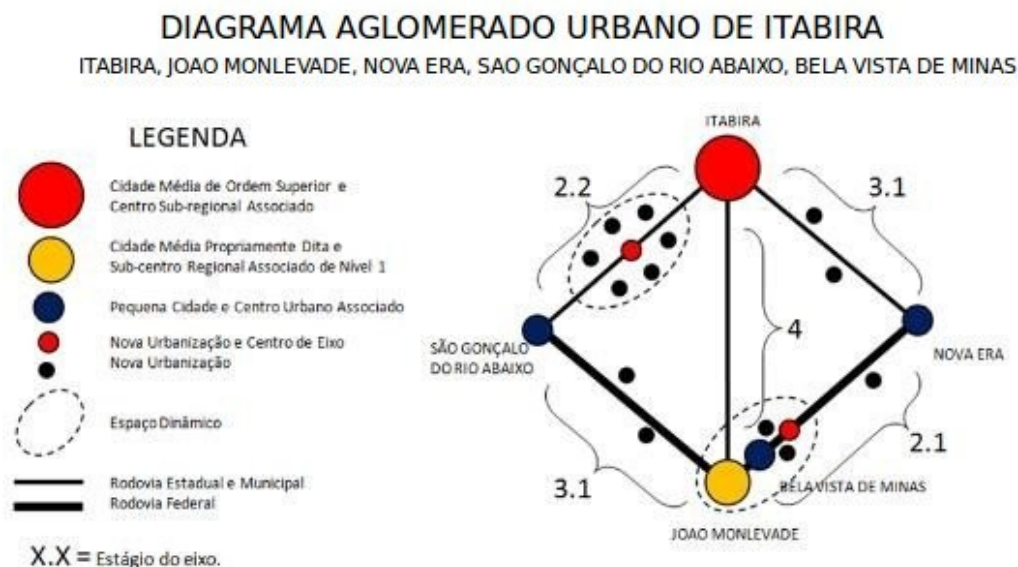 DIAGRAMA AGLOMERADO URBANO DE ITABIRA
ITABIRA, JOAO MONLEVADE, NOVA ERA, SAO GONÇALO DO RIO ABAIXO, BELA VISTA DE MINAS
LEGENDA
Cidade Média de Ordem Superior e
Centro Sub-regional Associado
Cidade Média Propriamente Dita e
Sub-centro Regional Associado de Nível 1
Pequena Cidade e Centro Urbano Associado
Nova Urbanização e Centro de Eixo
Nova Urbanização
Espaço Dinâmico
Rodovia Estadual e Municipal
Rodovia Federal
X.X = Estágio do eixo.
ITABIRA
2.2
3.1
4
SÃO GONÇALO
DO RIO ABAIXO
NOVA ERA
2.1
3.1
BELA VISTA DE MINAS
JOAO MONLEVADE